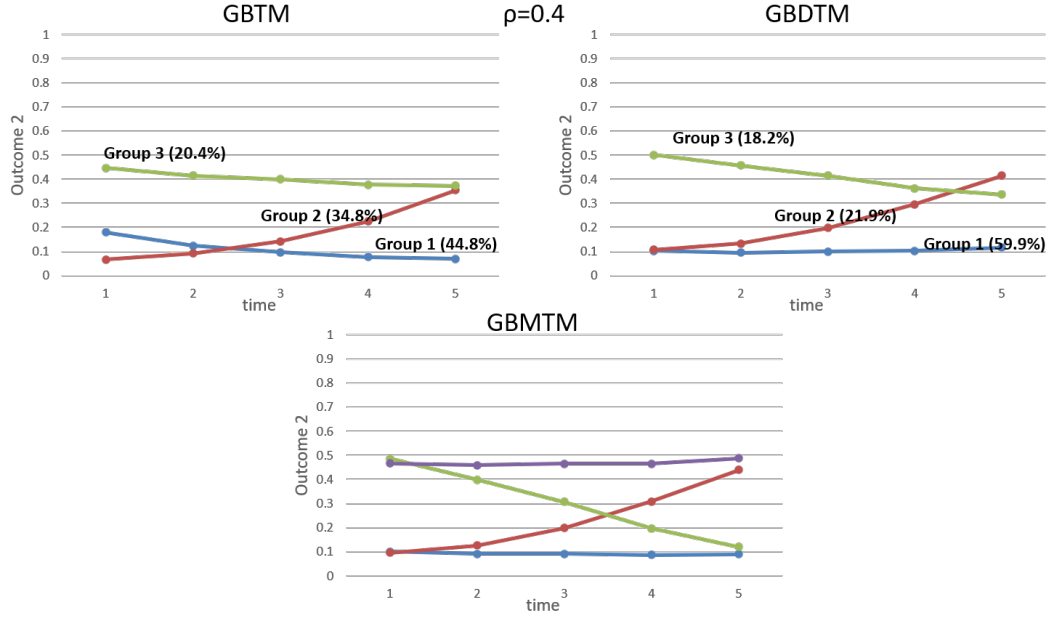 GBTM
ρ=0.4
GBDTM
1
0.9
0.8
0.7
0.6
0.5
0.4
0.3
0.2
0.1
0
Outcome 2
Group 3 (20.4%)
Group 2 (34.8%)
Group 1 (44.8%)
1 2 3 4 5
time
1
0.9
0.8
0.7
0.6
0.5
0.4
0.3
0.2
0.1
0
Outcome 2
Group 3 (18.2%)
Group 2 (21.9%)
Group 1 (59.9%)
1 2 3 4 5
time
GBMTM
1
0.9
0.8
0.7
0.6
0.5
0.4
0.3
0.2
0.1
0
Outcome 2
1 2 3 4 5
time